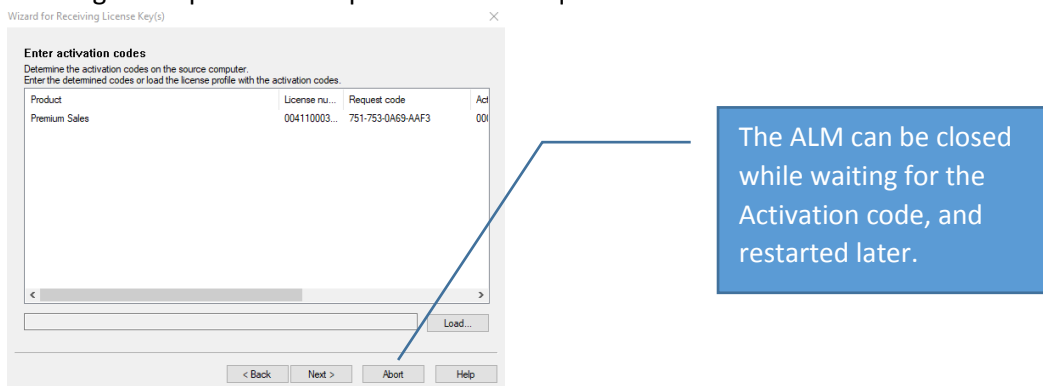 Wizard for Receiving License Key(s)
Enter activation codes
Determine the activation codes on the source computer.
Enter the determined codes or load the license profile with the activation codes.
Product License nu... Request code Act
Premium Sales 004110003... 751-753-0A69-AAF3 000
Load...
< Back Next > Abort Help
The ALM can be closed
while waiting for the
Activation code, and
restarted later.